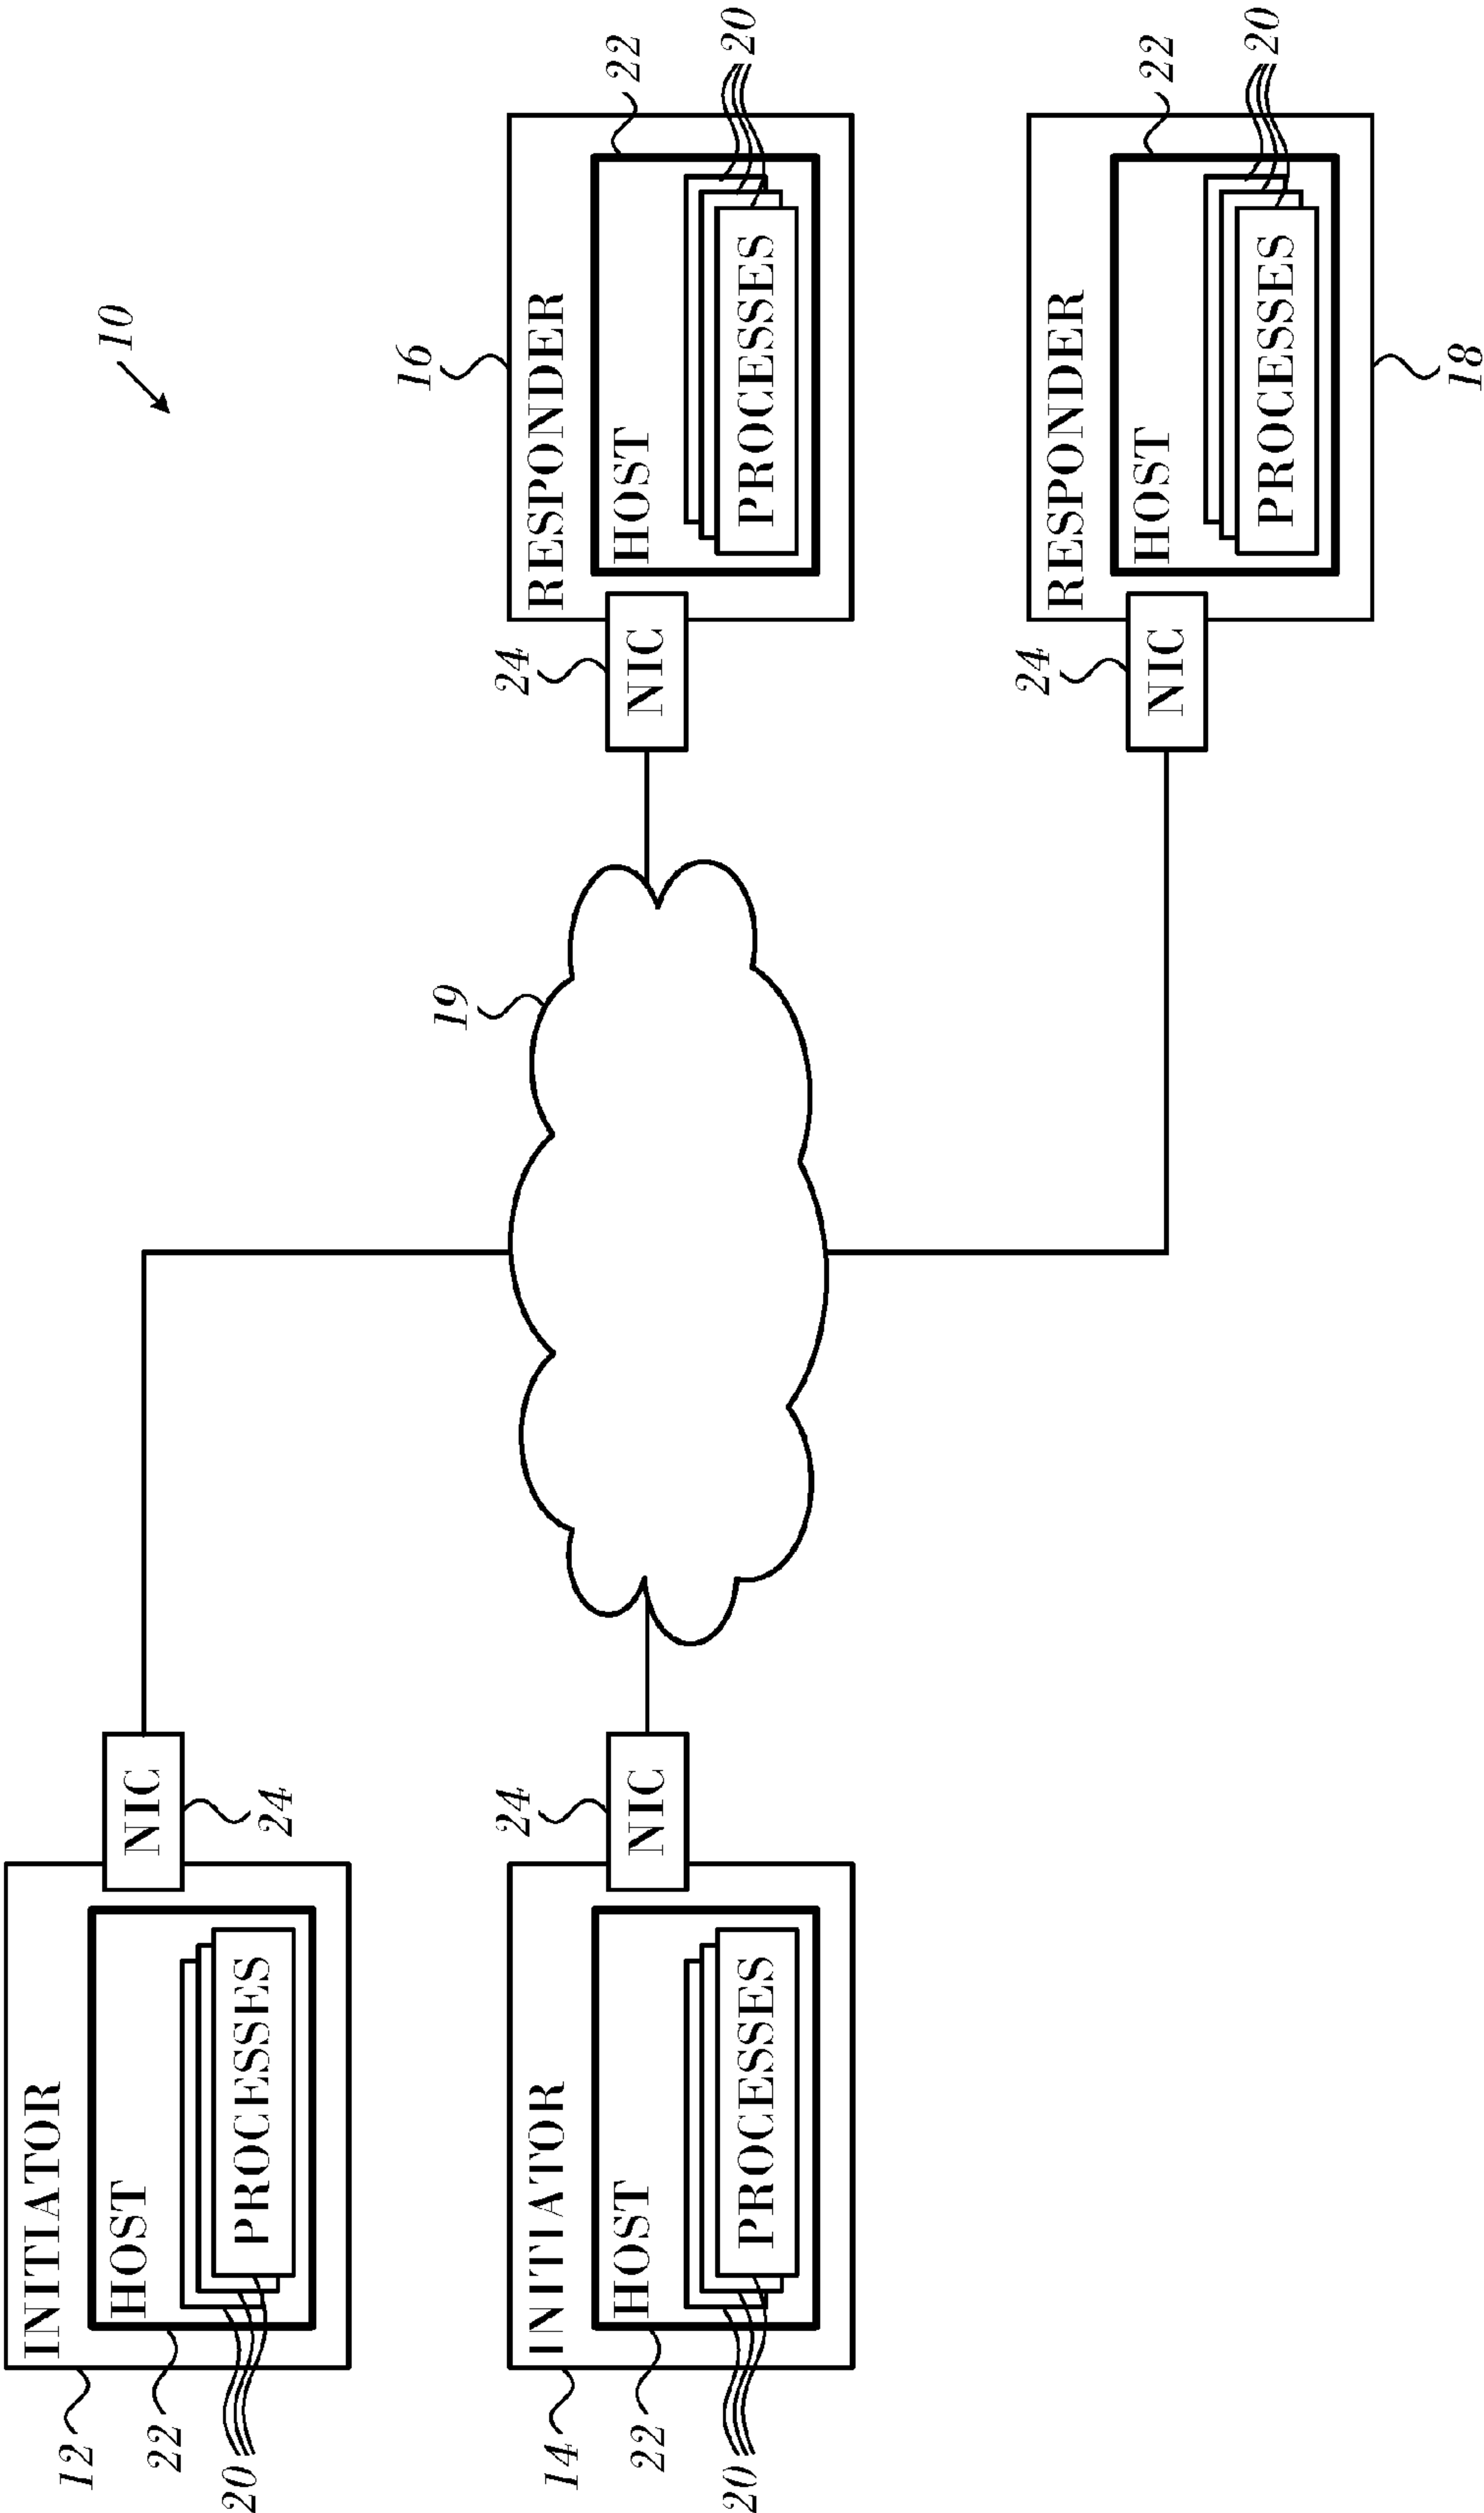 10
12
INITIATOR
22
HOST
20
PROCESSES
NIC
24
14
INITIATOR
22
HOST
20
PROCESSES
24
NIC
19
16
RESPONDER
24
NIC
HOST
22
PROCESSES
20
RESPONDER
24
NIC
HOST
22
PROCESSES
20
18